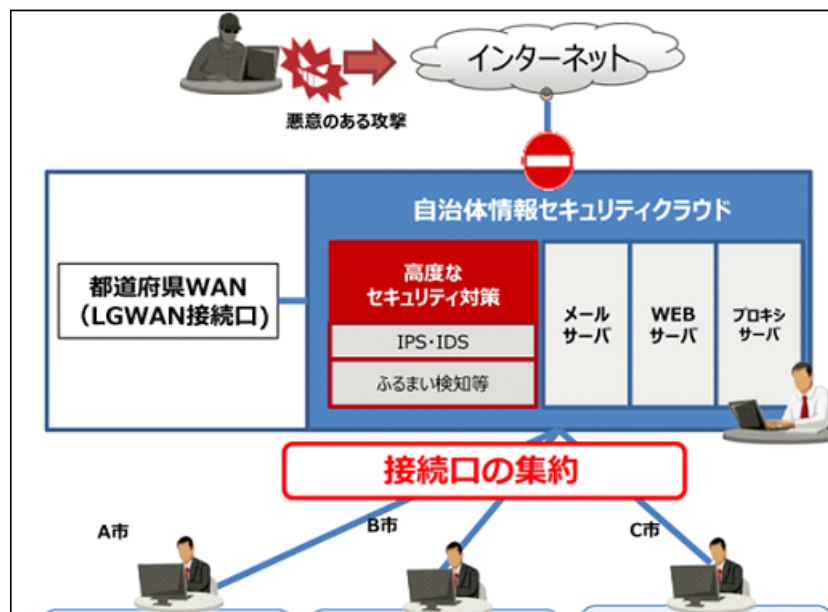 インターネット
悪意のある攻撃
自治体情報セキュリティクラウド
都道府県WAN
（LGWAN接続口)
高度な
セキュリティ対策
IPS・IDS
ふるまい検知等
メール
サーバ
WEB
サーバ
プロキシ
サーバ
接続口の集約
A市
B市
C市